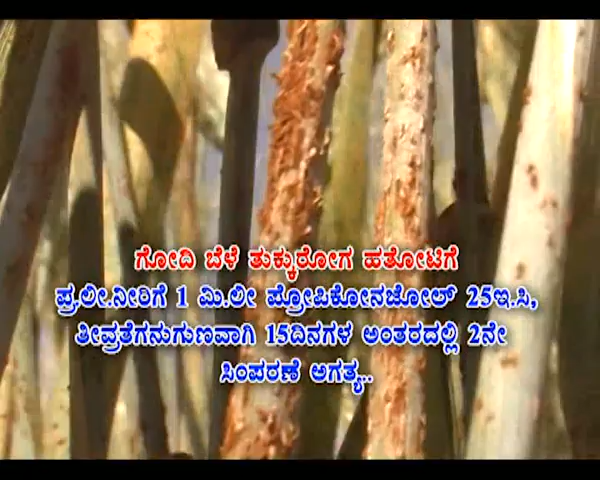 ಗೋದಿ ಬೆಳೆ ತುಕ್ಕುರೋಗ ಹತೋಟಿಗೆ
ಪ್ರ.ಲೀ.ನೀರಿಗೆ 1 ಮಿ.ಲೀ ಪ್ರೋಪಿಕೋನಜೋಲ್ 25ಇ.ಸಿ,
ತೀವ್ರತೆಗನುಗುಣವಾಗಿ 15ದಿನಗಳ ಅಂತರದಲ್ಲಿ 2ನೇ
ಸಿಂಪರಣೆ ಅಗತ್ಯ..